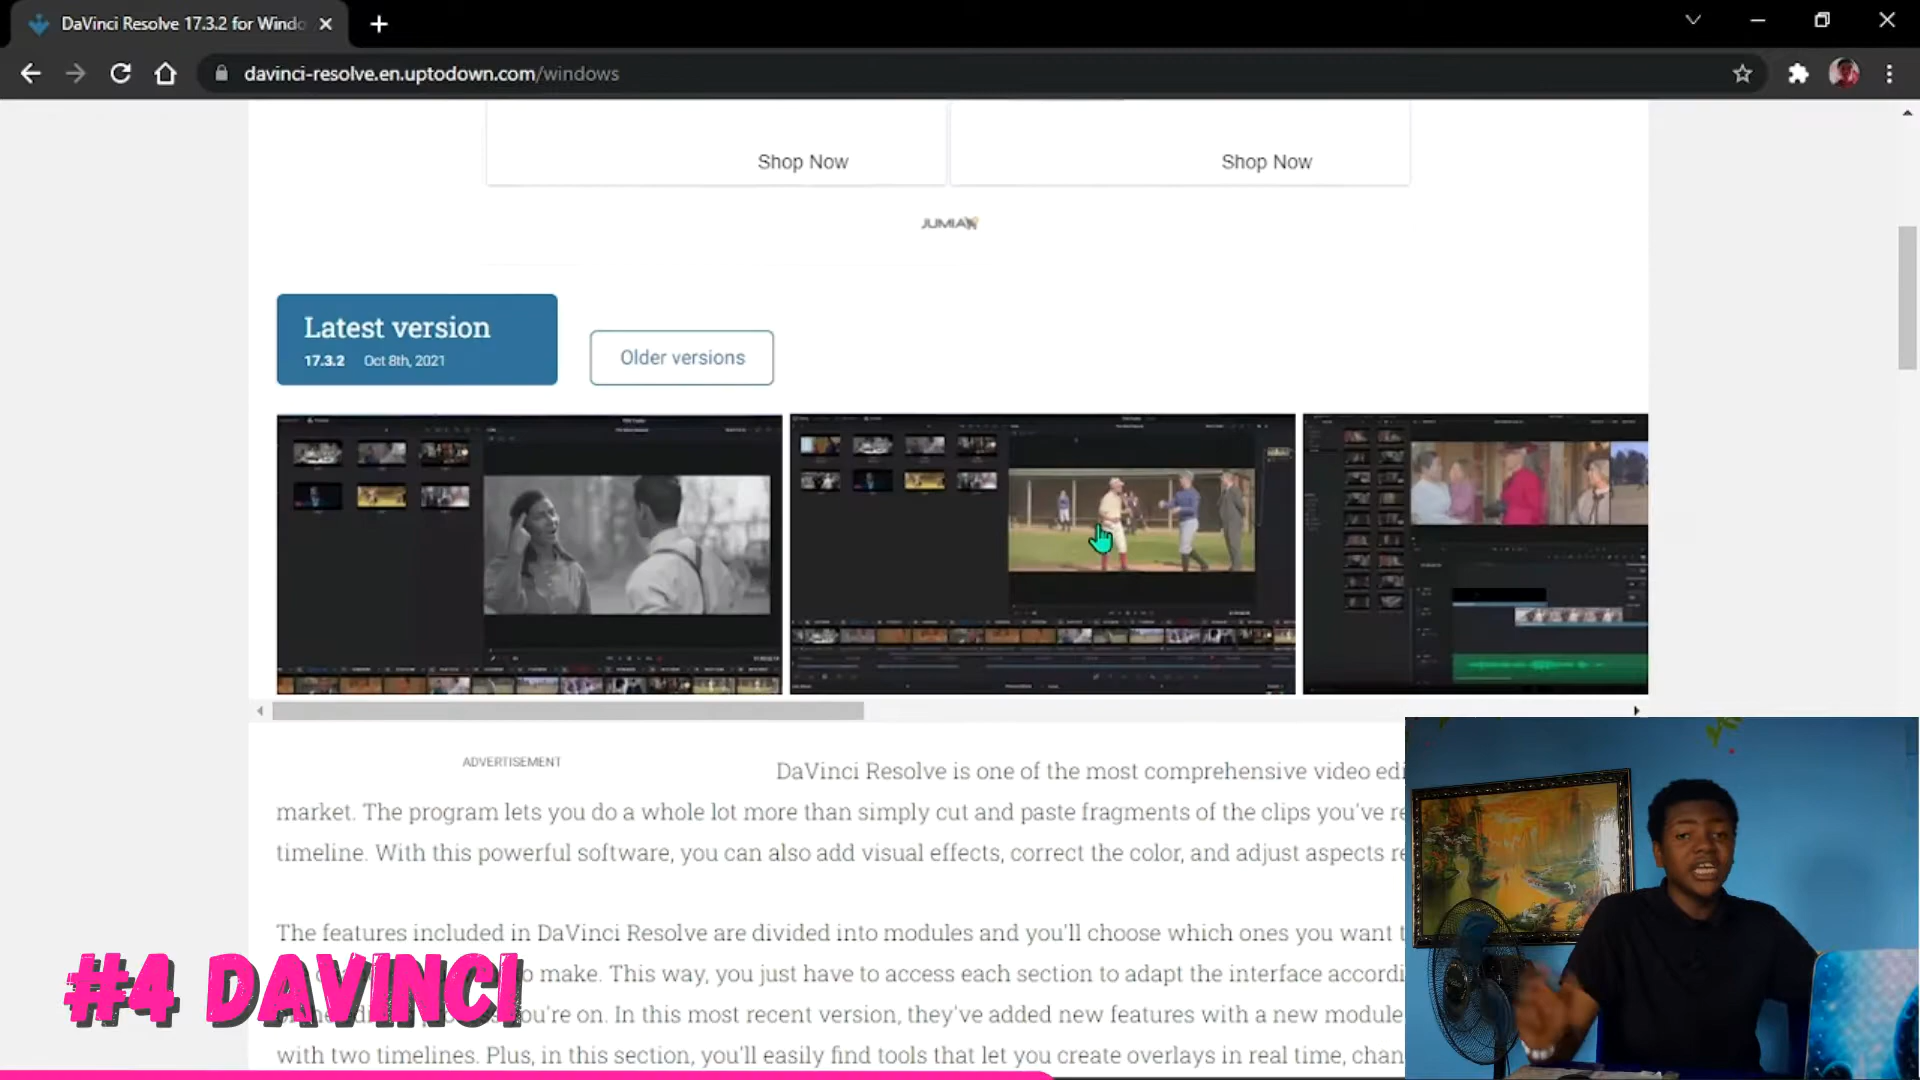 DaVinci Resolve 17.3.2 for Windo
davinci-resolve.en.uptodown.com/windows
Shop Now
Shop Now
JUMIA
Latest version
17.3.2 Oct 8th, 2021
Older versions
ADVERTISEMENT
DaVinci Resolve is one of the most comprehensive video edi
market. The program lets you do a whole lot more than simply cut and paste fragments of the clips you've re
timeline. With this powerful software, you can also add visual effects, correct the color, and adjust aspects re
The features included in DaVinci Resolve are divided into modules and you'll choose which ones you want t
o make. This way, you just have to access each section to adapt the interface accordi
ou're on. In this most recent version, they've added new features with a new module
with two timelines. Plus, in this section, you'll easily find tools that let you create overlays in real time, chan
#4 DAVINCI